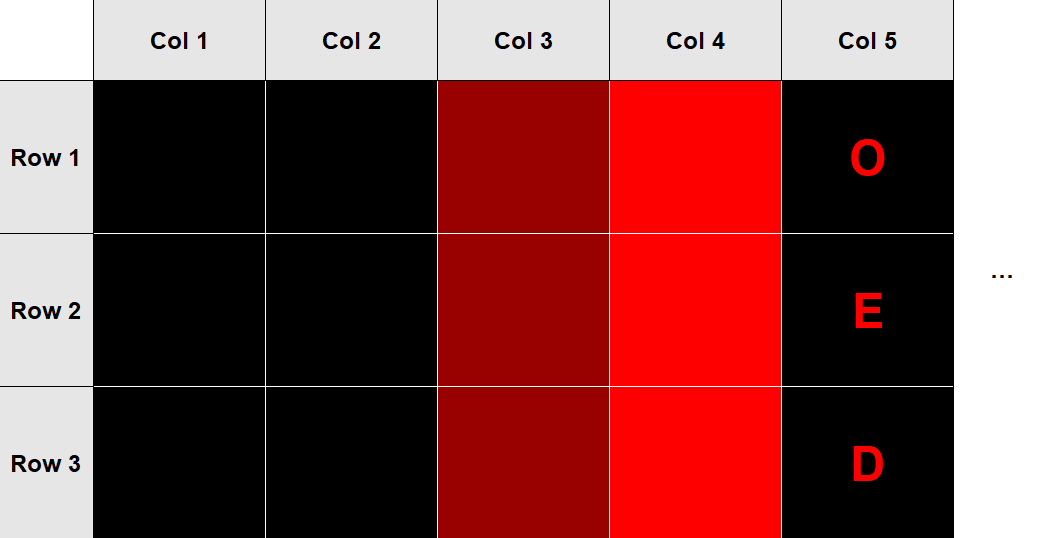 Col 1 Col 2 Col 3 Col 4 Col 5
Row 1 O
Row 2 E
...
Row 3 D